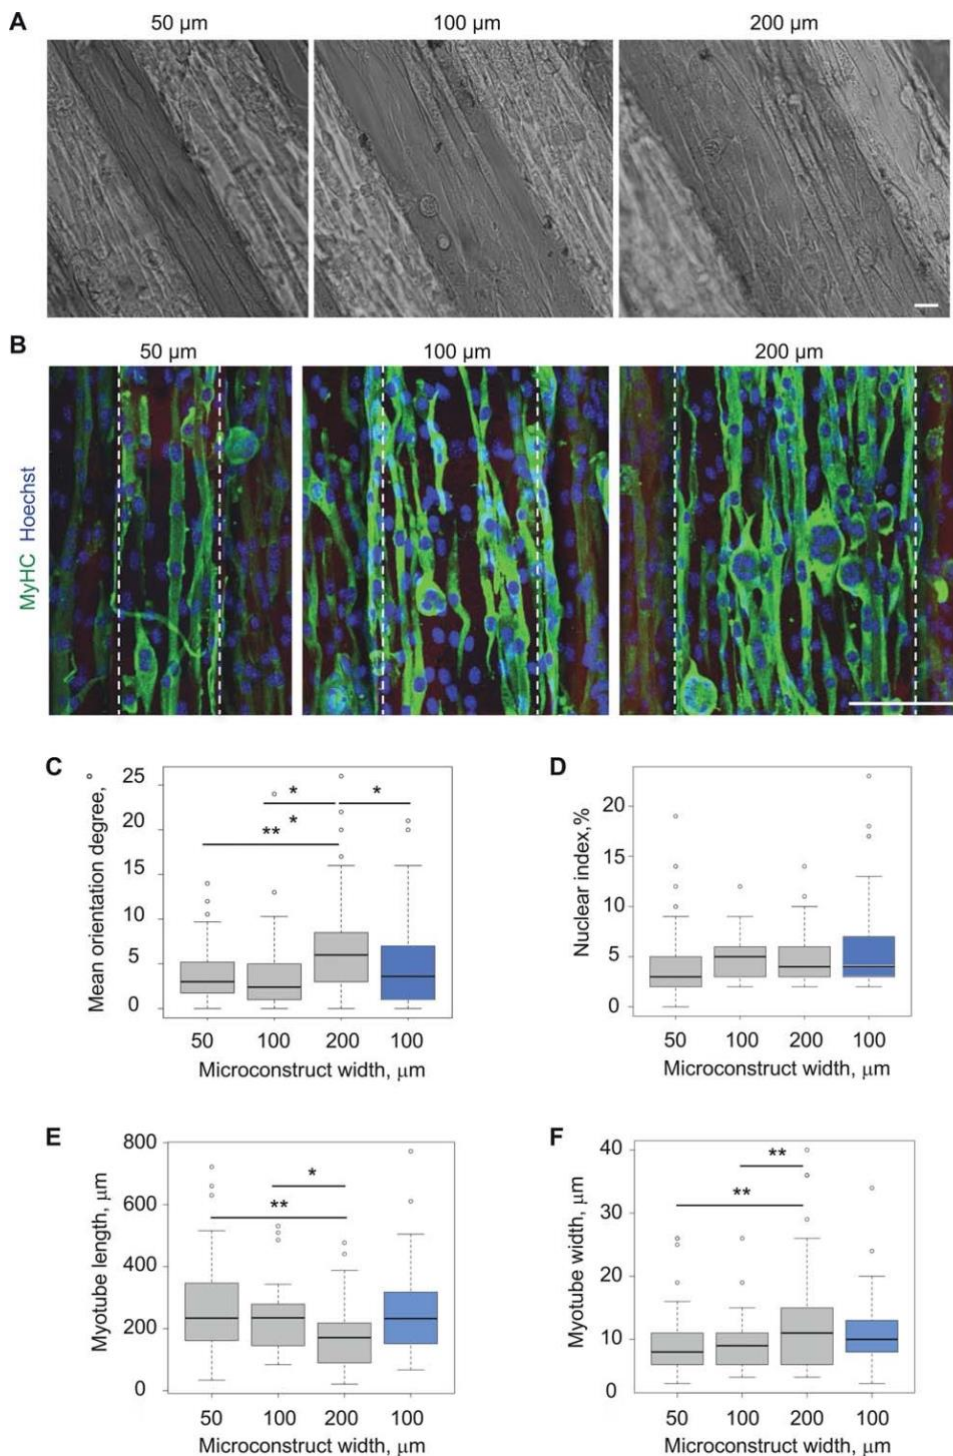 A
50 µm
100 µm
200 µm
B
50 µm
100 µm
200 µm
MyHC Hoechst
C
Mean orientation degree, °
25
20
15
10
5
0
*
*
*
**
50
100
200
100
Microconstruct width, µm
D
Nuclear index,%
20
15
10
5
0
50
100
200
100
Microconstruct width, µm
E
Myotube length, µm
800
600
400
200
0
*
**
50
100
200
100
Microconstruct width, µm
F
Myotube width, µm
40
30
20
10
0
**
**
50
100
200
100
Microconstruct width, µm